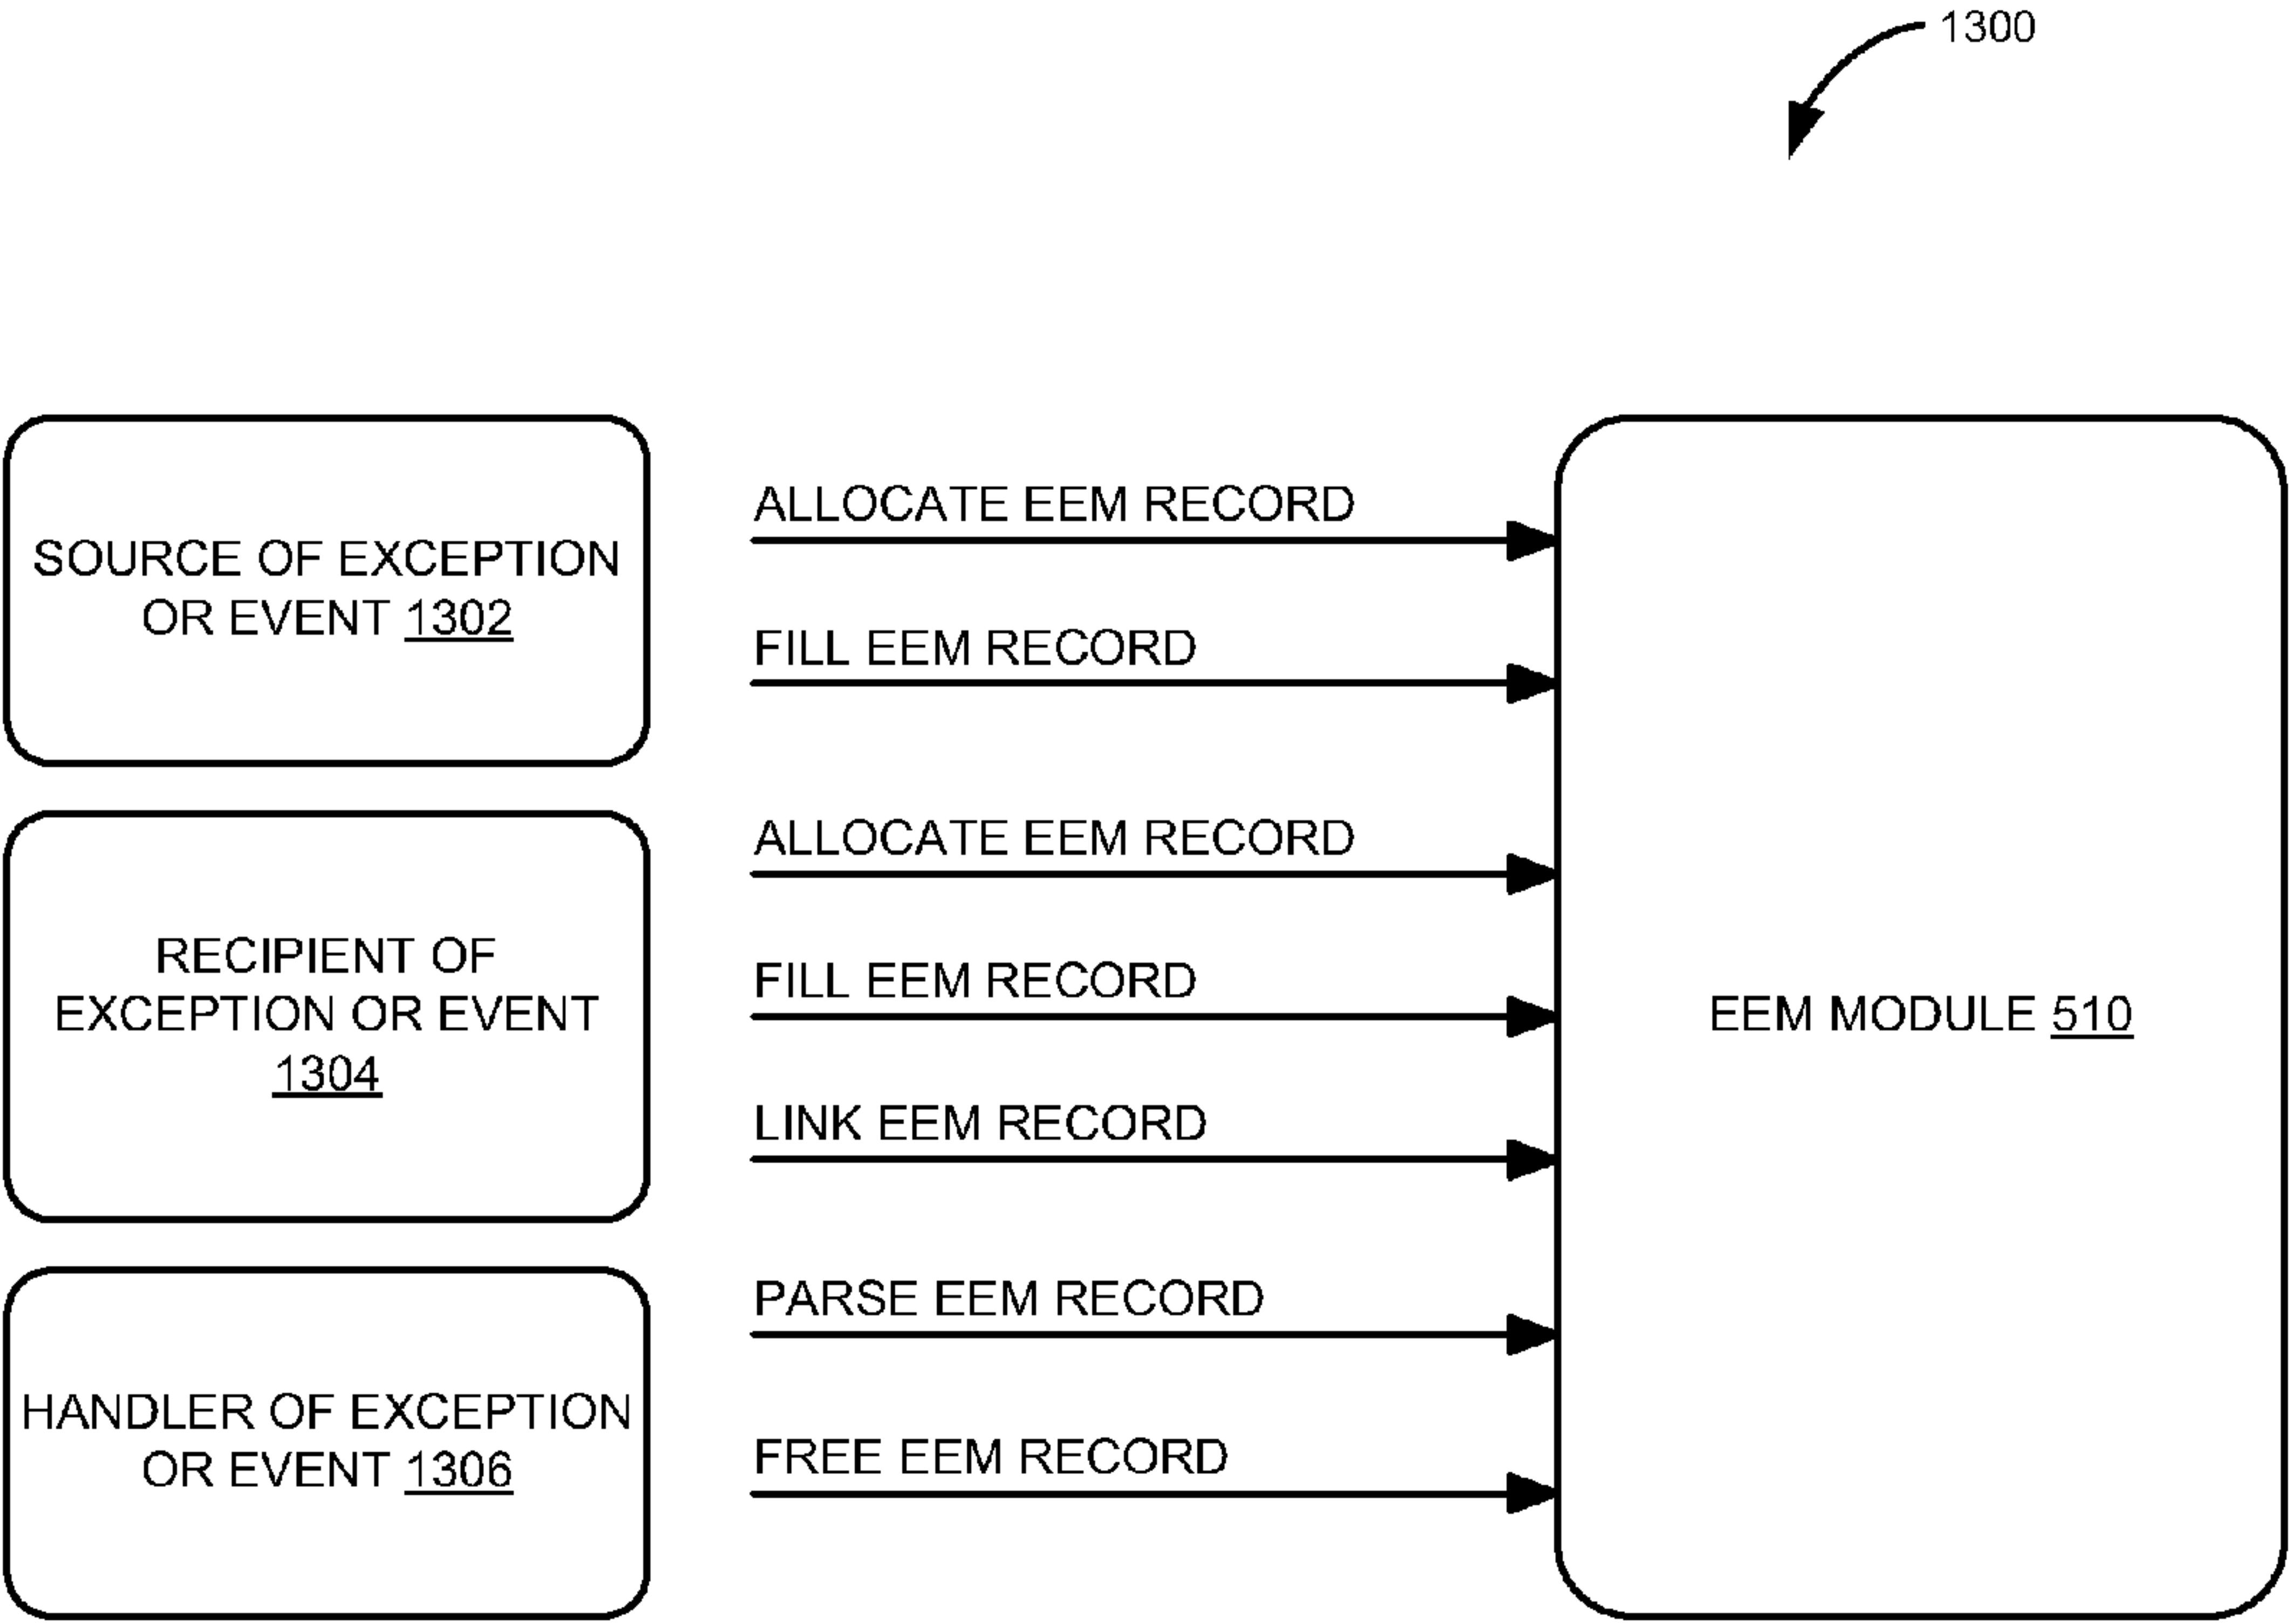 1300
SOURCE OF EXCEPTION
OR EVENT 1302
ALLOCATE EEM RECORD
FILL EEM RECORD
RECIPIENT OF
EXCEPTION OR EVENT
1304
ALLOCATE EEM RECORD
FILL EEM RECORD
LINK EEM RECORD
HANDLER OF EXCEPTION
OR EVENT 1306
PARSE EEM RECORD
FREE EEM RECORD
EEM MODULE 510